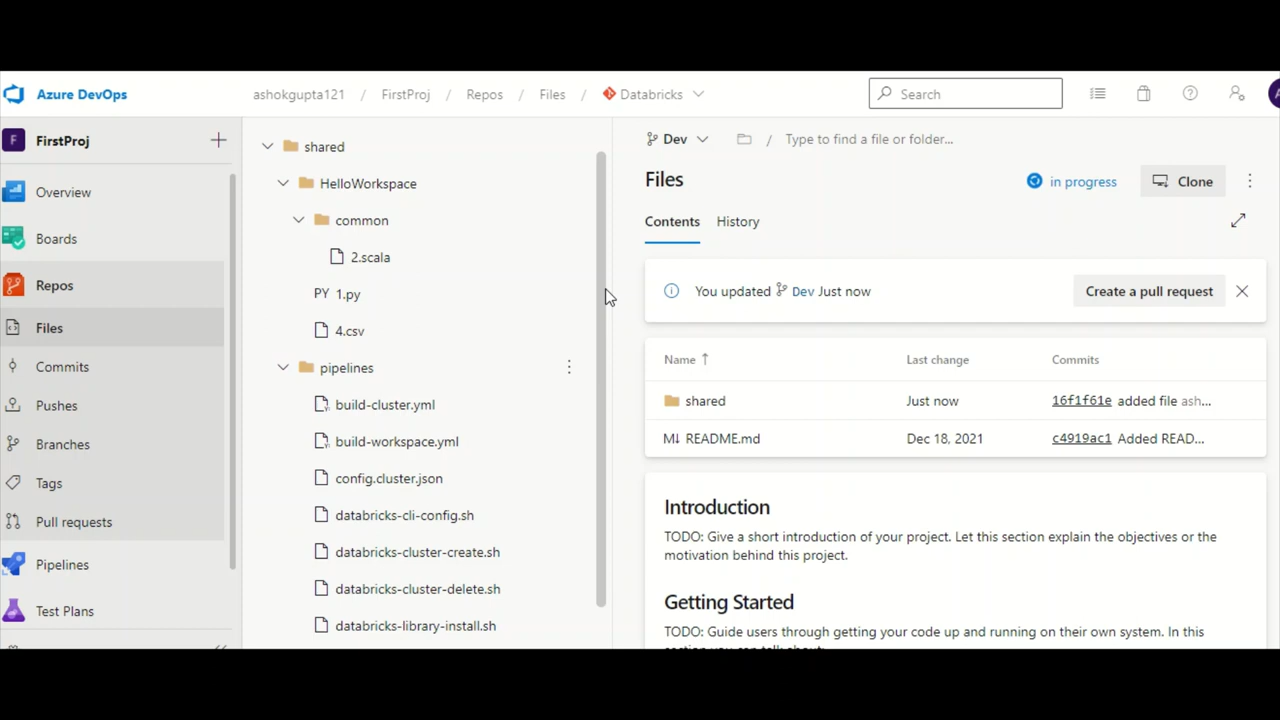 Azure DevOps
ashokgupta121 / FirstProj / Repos / Files / Databricks
Search
F FirstProj
Overview
Boards
Repos
Files
Commits
Pushes
Branches
Tags
Pull requests
Pipelines
Test Plans
shared
HelloWorkspace
common
2.scala
PY 1.py
4.csv
pipelines
build-cluster.yml
build-workspace.yml
config.cluster.json
databricks-cli-config.sh
databricks-cluster-create.sh
databricks-cluster-delete.sh
databricks-library-install.sh
Dev / Type to find a file or folder...
Files
in progress
Clone
Contents History
You updated Dev Just now
Create a pull request
Name ↑ Last change Commits
shared Just now 16f1f61e added file ash...
M↓ README.md Dec 18, 2021 c4919ac1 Added READ...
Introduction
TODO: Give a short introduction of your project. Let this section explain the objectives or the
motivation behind this project.
Getting Started
TODO: Guide users through getting your code up and running on their own system. In this